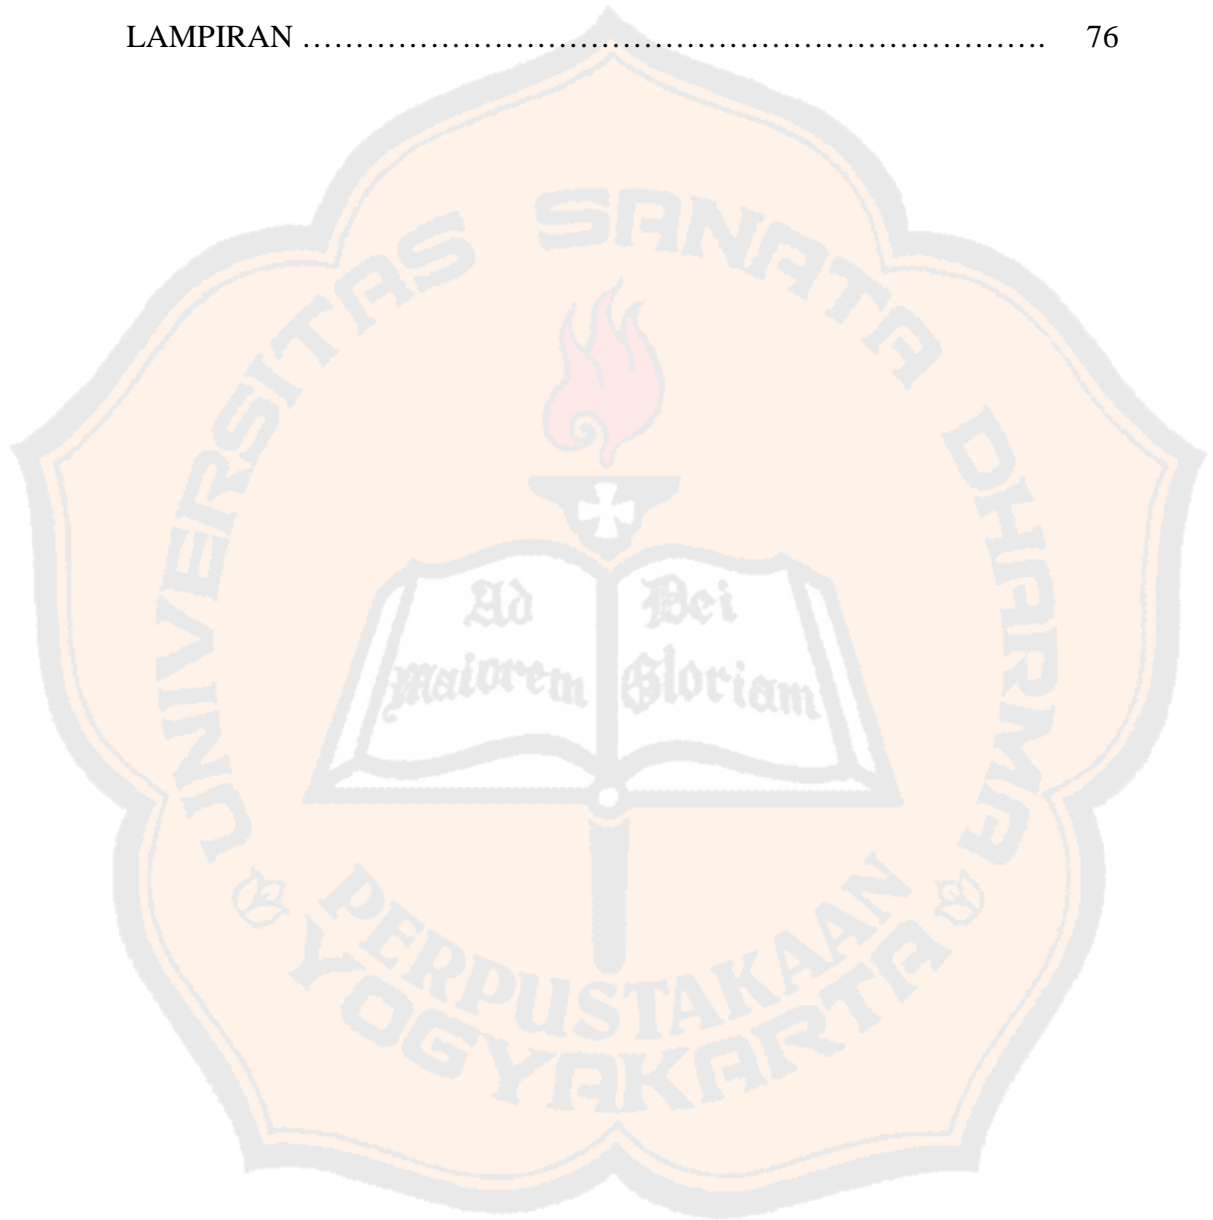 LAMPIRAN ……………………………………………………………. 76
UNIVERSITAS SANATA DHARMA
Ad
Maiorem
Dei
Gloriam
PERPUSTAKAAN
YOGYAKARTA